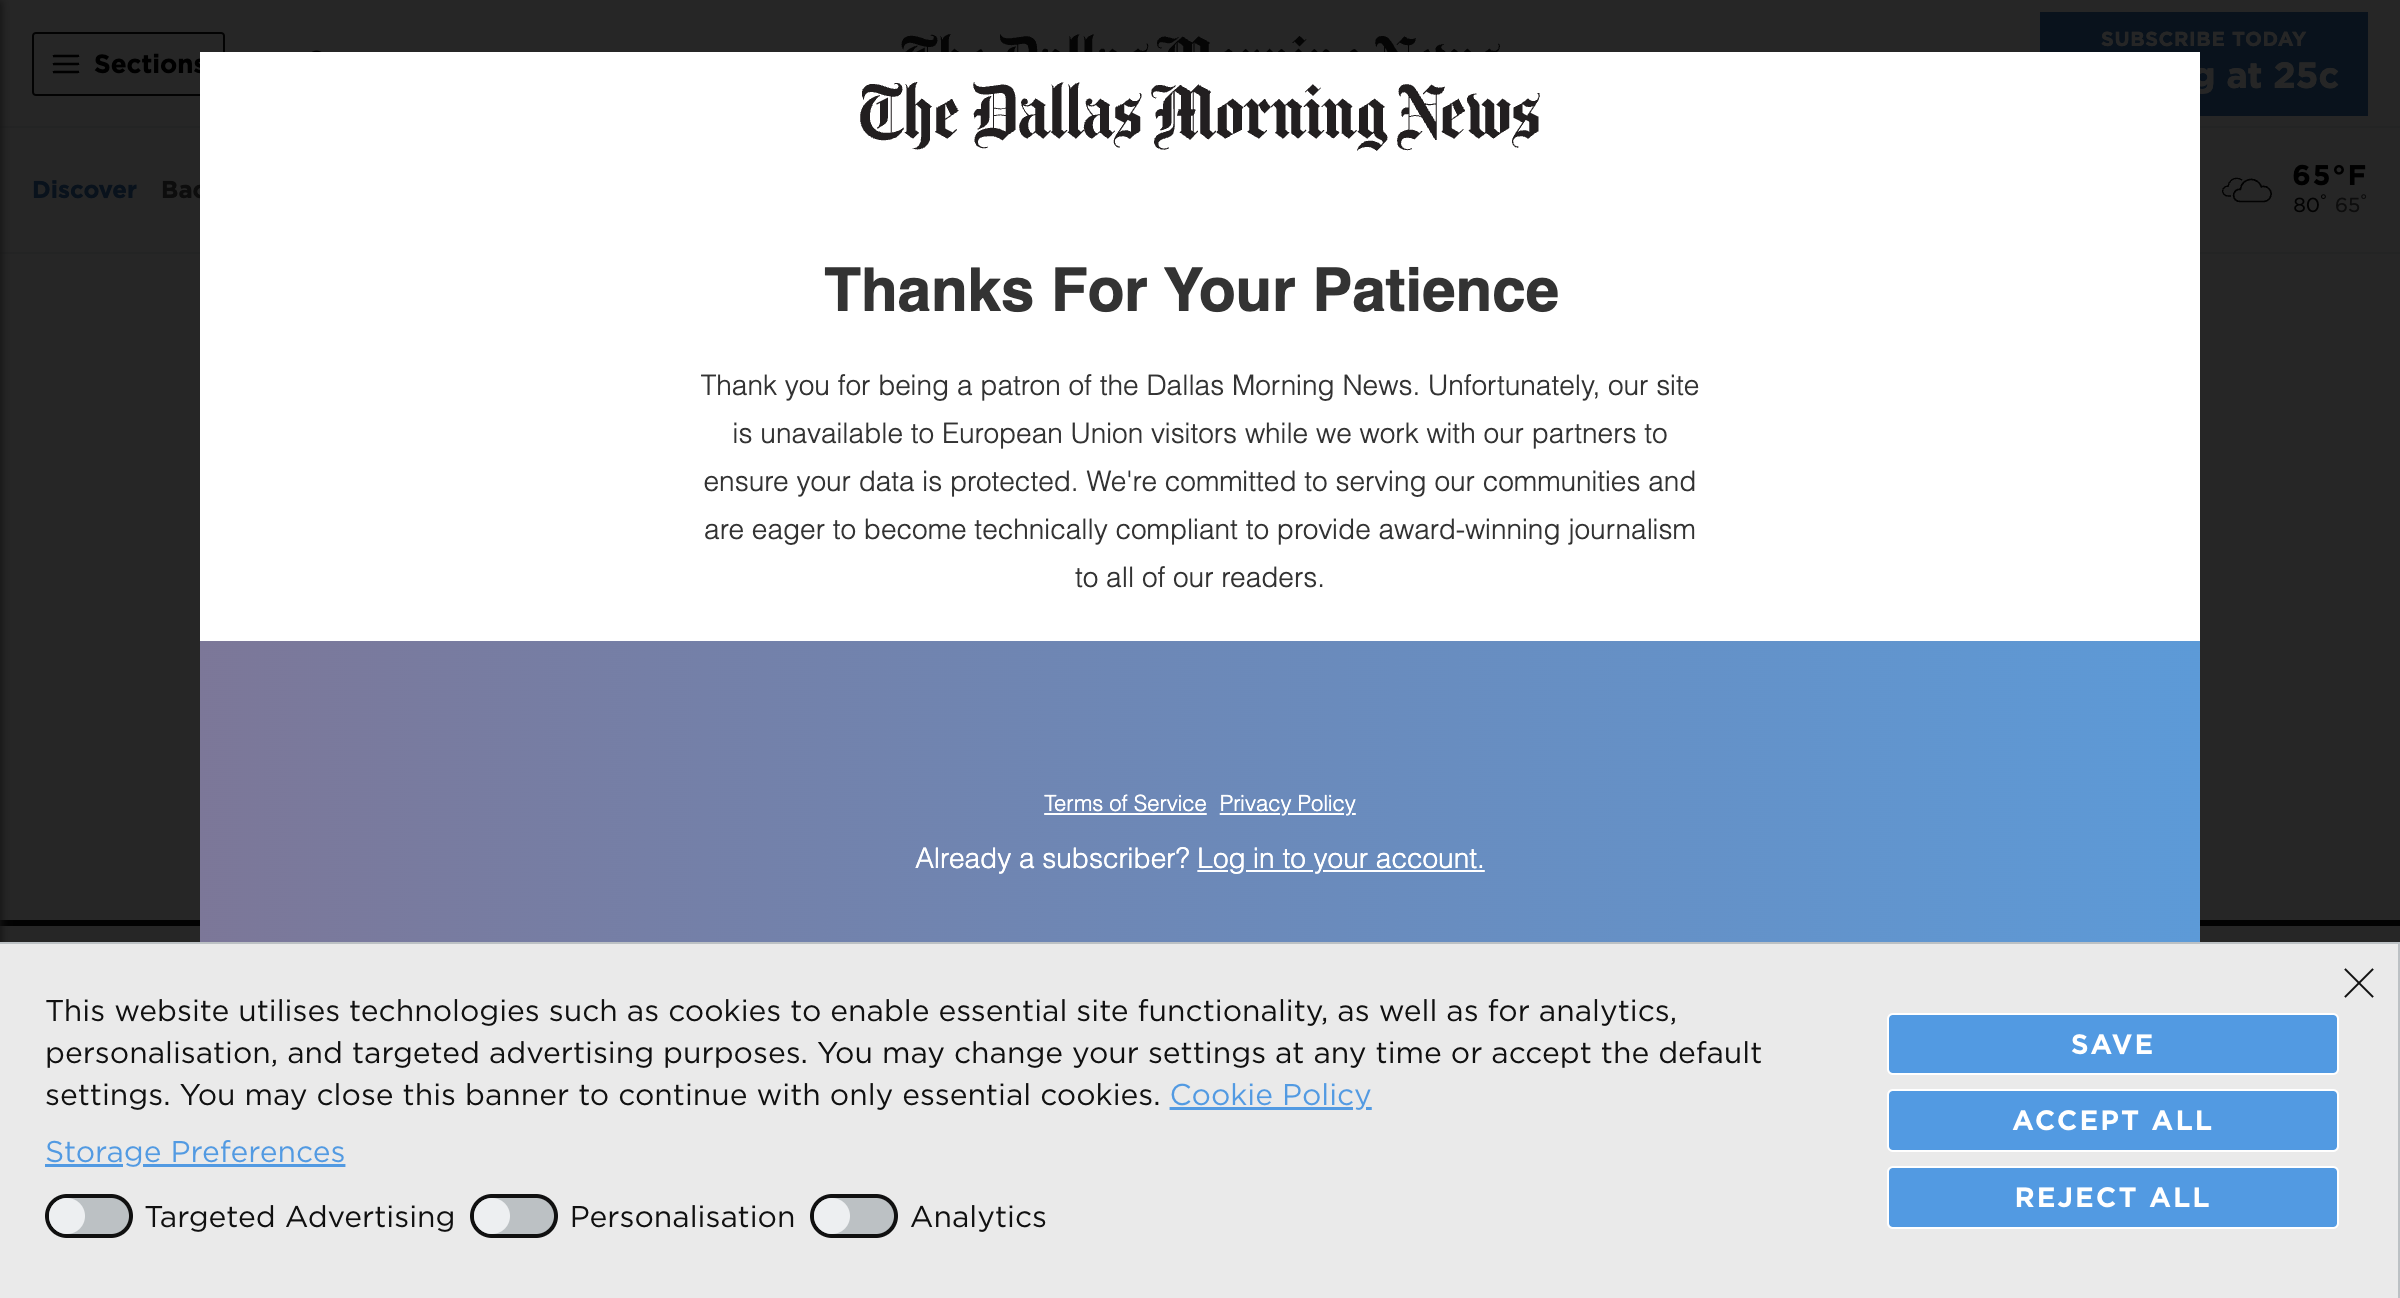 Sections
SUBSCRIBE TODAY
at 25c
Discover
65°F
80° 65°
The Dallas Morning News
Thanks For Your Patience
Thank you for being a patron of the Dallas Morning News. Unfortunately, our site
is unavailable to European Union visitors while we work with our partners to
ensure your data is protected. We're committed to serving our communities and
are eager to become technically compliant to provide award-winning journalism
to all of our readers.
Terms of Service Privacy Policy
Already a subscriber? Log in to your account.
This website utilises technologies such as cookies to enable essential site functionality, as well as for analytics,
personalisation, and targeted advertising purposes. You may change your settings at any time or accept the default
settings. You may close this banner to continue with only essential cookies. Cookie Policy
Storage Preferences
Targeted Advertising Personalisation Analytics
SAVE
ACCEPT ALL
REJECT ALL